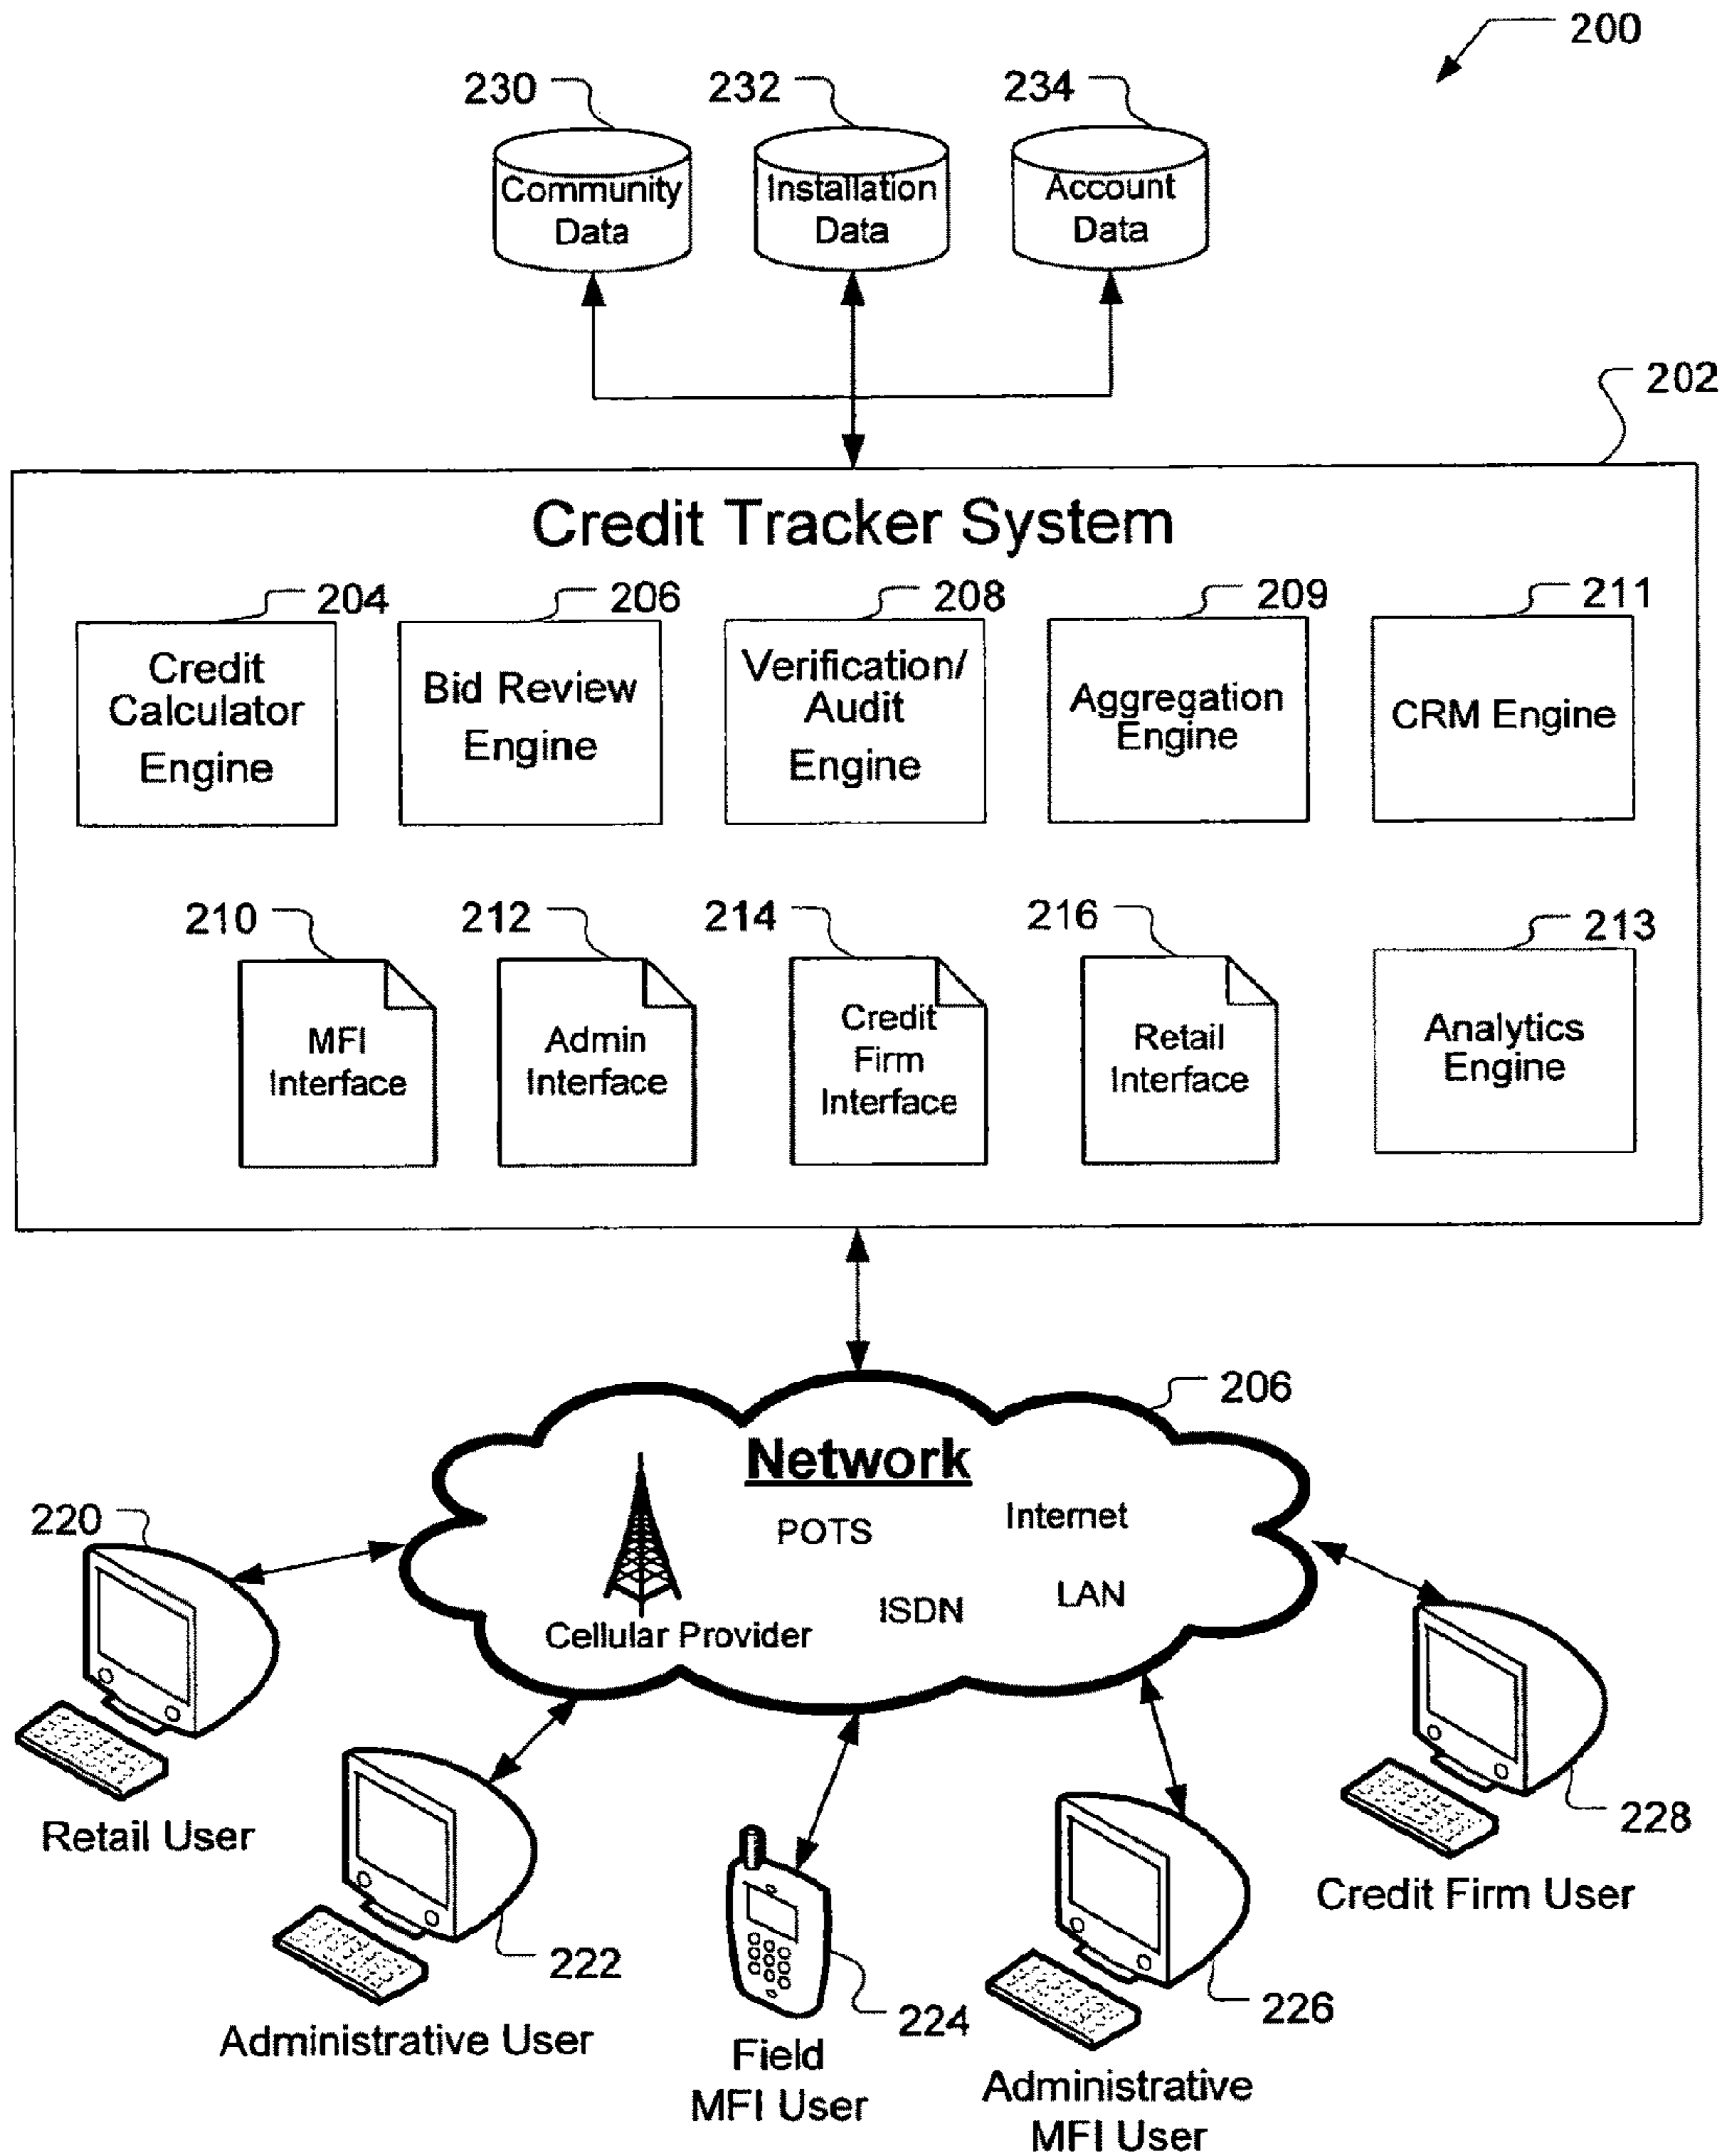 200
230
232
234
Community
Data
Installation
Data
Account
Data
202
Credit Tracker System
204
206
208
209
211
Credit
Calculator
Engine
Bid Review
Engine
Verification/
Audit
Engine
Aggregation
Engine
CRM Engine
210
212
214
216
213
MFI
Interface
Admin
Interface
Credit
Firm
Interface
Retail
Interface
Analytics
Engine
206
Network
POTS
Internet
ISDN
LAN
Cellular Provider
220
Retail User
222
Administrative User
224
Field
MFI User
226
Administrative
MFI User
228
Credit Firm User